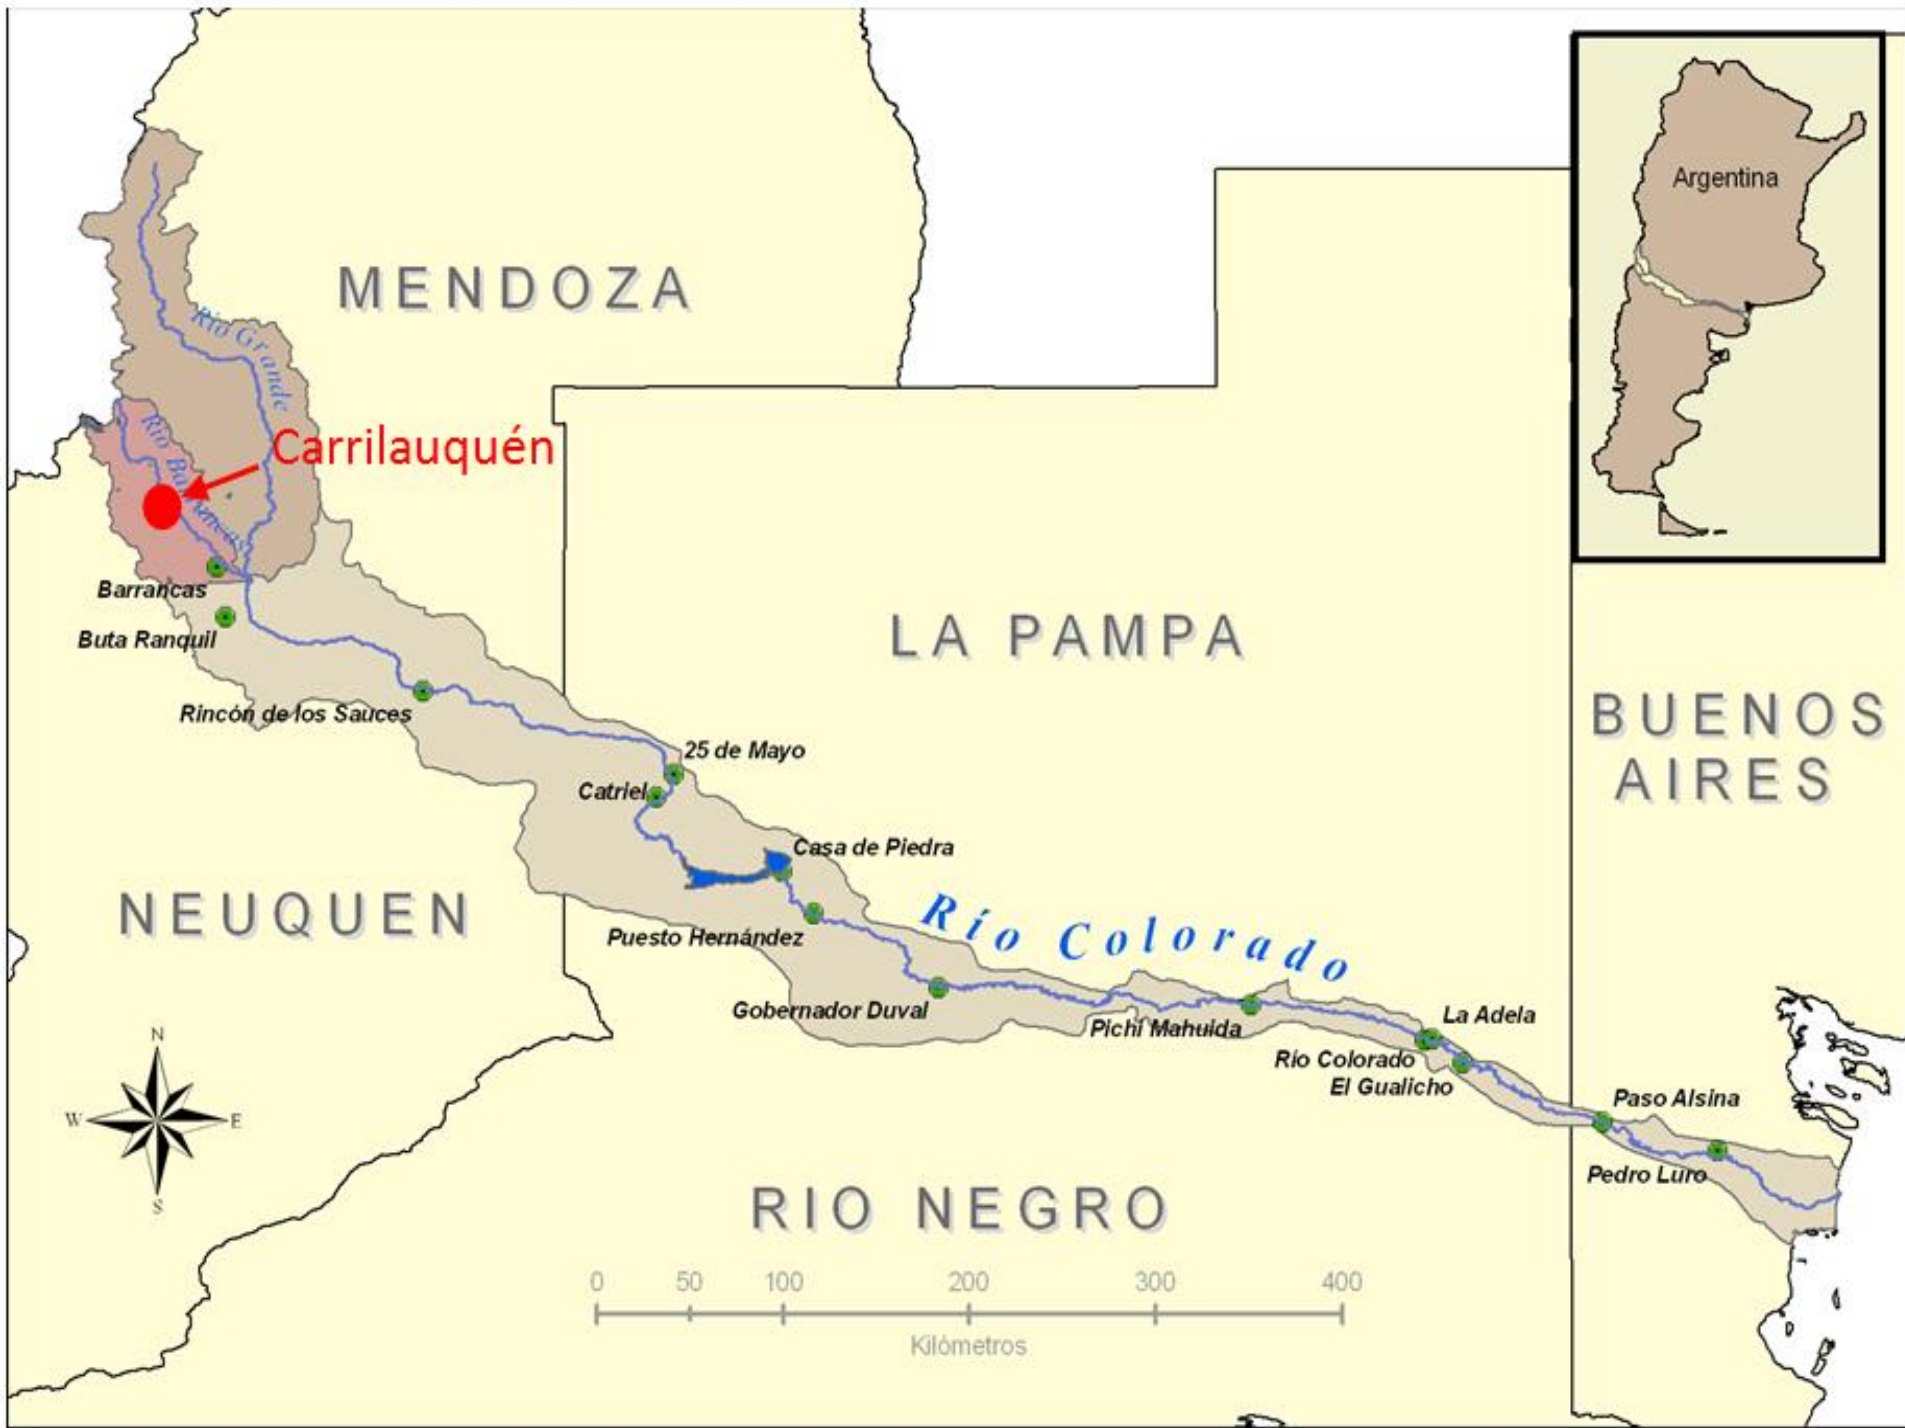 Argentina
MENDOZA
Río Grande
Río Barrancas
Carrilauquén
Barrancas
Buta Ranquil
LA PAMPA
Rincón de los Sauces
BUENOS
AIRES
25 de Mayo
Catriel
Casa de Piedra
NEUQUEN
Río Colorado
Puesto Hernández
Gobernador Duval
Pichi Mahuida
La Adela
Río Colorado
El Gualicho
Paso Alsina
Pedro Luro
N
W
E
S
RIO NEGRO
0 50 100 200 300 400
Kilómetros